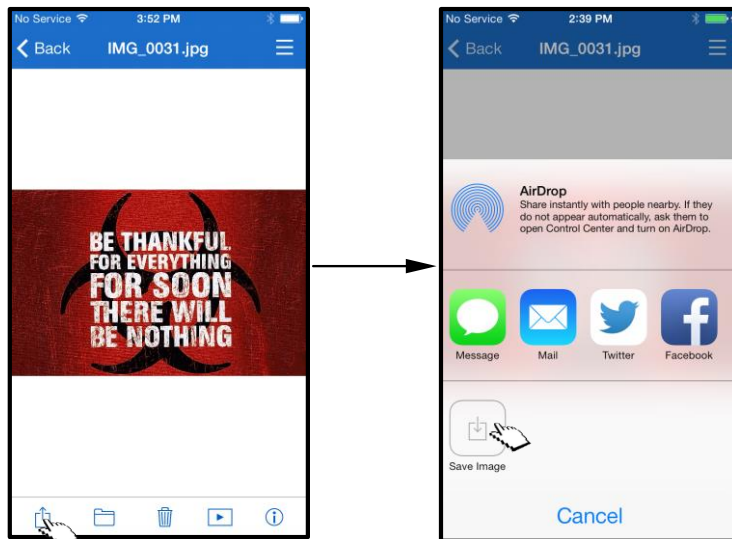 No Service 3:52 PM
Back IMG_0031.jpg
BE THANKFUL
FOR EVERYTHING
FOR SOON
THERE WILL
BE NOTHING
No Service 2:39 PM
Back IMG_0031.jpg
AirDrop
Share instantly with people nearby. If they
do not appear automatically, ask them to
open Control Center and turn on AirDrop.
Message Mail Twitter Facebook
Save Image
Cancel